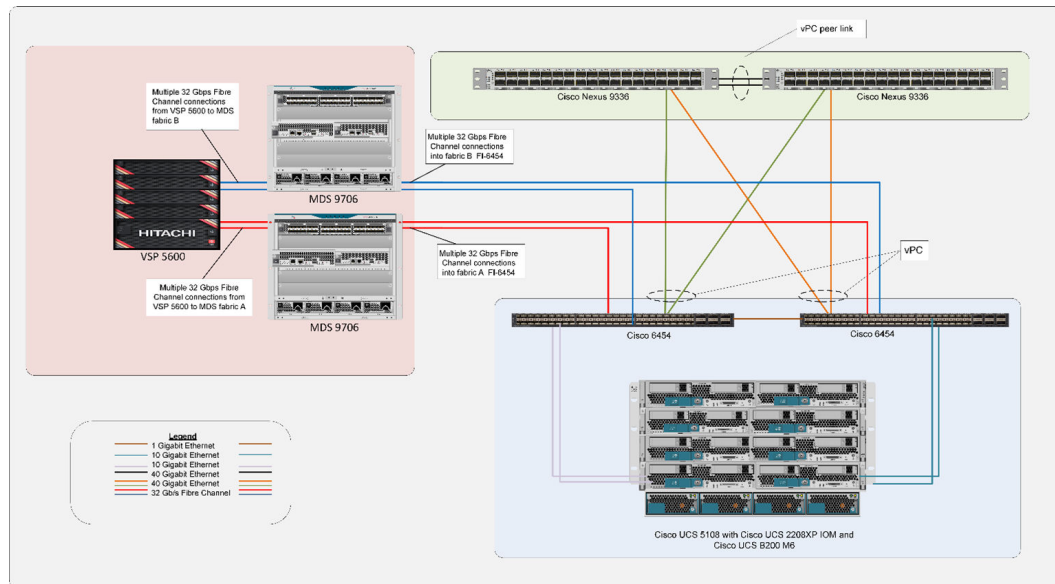 vPC peer link
Cisco Nexus 9336
Cisco Nexus 9336
Multiple 32 Gbps Fibre
Channel connections
from VSP 5600 to MDS
fabric B
MDS 9706
Multiple 32 Gbps Fibre
Channel connections
into fabric B FI-6454
HITACHI
VSP 5600
Multiple 32 Gbps Fibre
Channel connections
into fabric A FI-6454
vPC
Multiple 32 Gbps Fibre
Channel connections from
VSP 5600 to MDS fabric A
MDS 9706
Cisco 6454
Cisco 6454
Legend
1 Gigabit Ethernet
10 Gigabit Ethernet
10 Gigabit Ethernet
40 Gigabit Ethernet
40 Gigabit Ethernet
32 Gb/s Fibre Channel
Cisco UCS 5108 with Cisco UCS 2208XP IOM and
Cisco UCS B200 M6